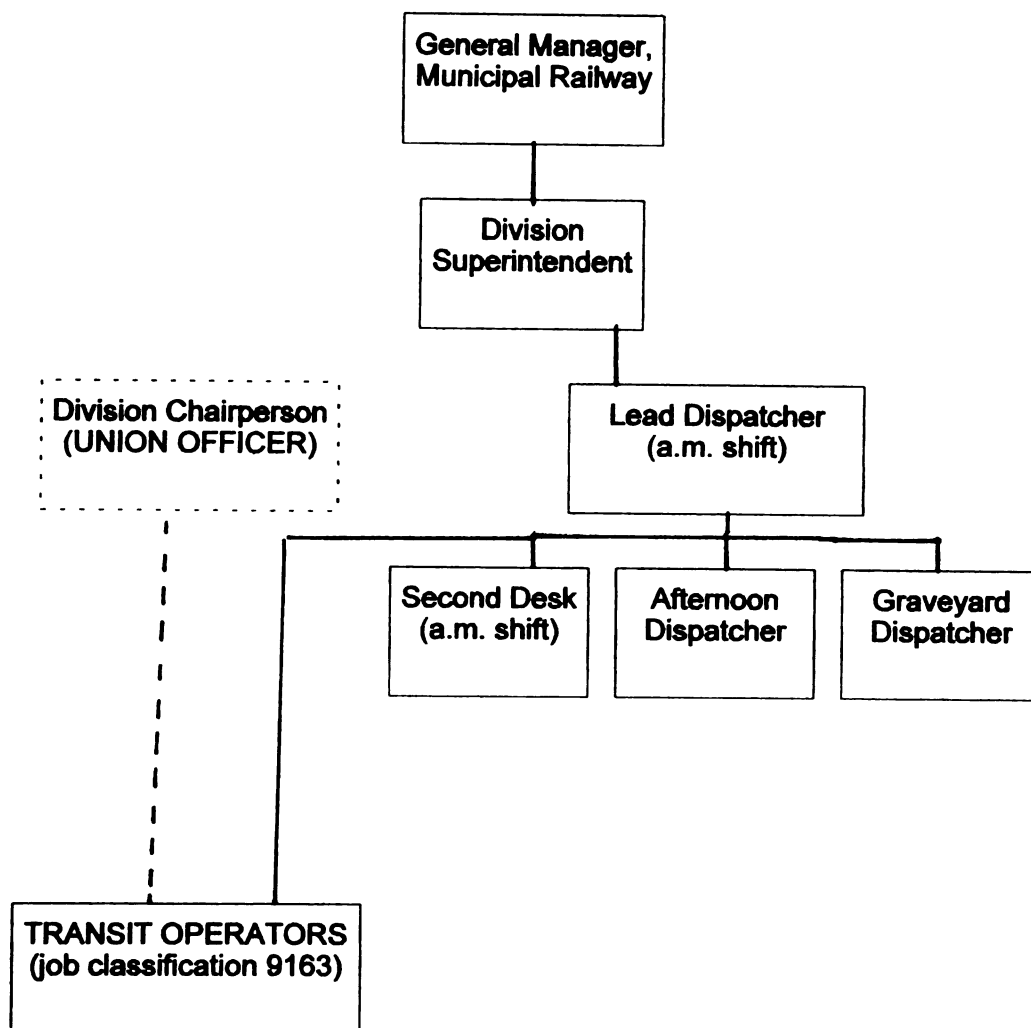 General Manager,
Municipal Railway
Division
Superintendent
Division Chairperson
(UNION OFFICER)
Lead Dispatcher
(a.m. shift)
Second Desk
(a.m. shift)
Afternoon
Dispatcher
Graveyard
Dispatcher
TRANSIT OPERATORS
(job classification 9163)